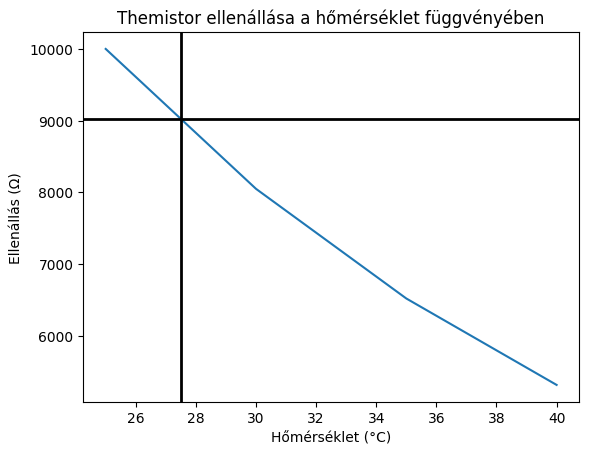 Themistor ellenállása a hőmérséklet függvényében
10000
9000
8000
7000
6000
Ellenállás (Ω)
26 28 30 32 34 36 38 40
Hőmérséklet (°C)